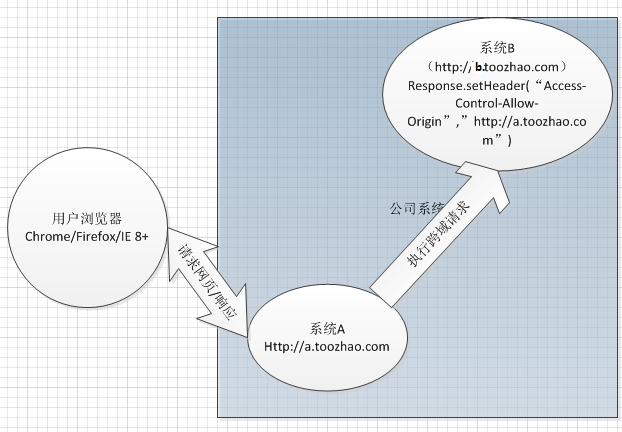 系统B
（http://b.toozhao.com）
Response.setHeader(“Access-
Control-Allow-
Origin”,”http://a.toozhao.co
m”)
用户浏览器
Chrome/Firefox/IE 8+
公司系统
执行跨域请求
请求网页/响应
系统A
Http://a.toozhao.com